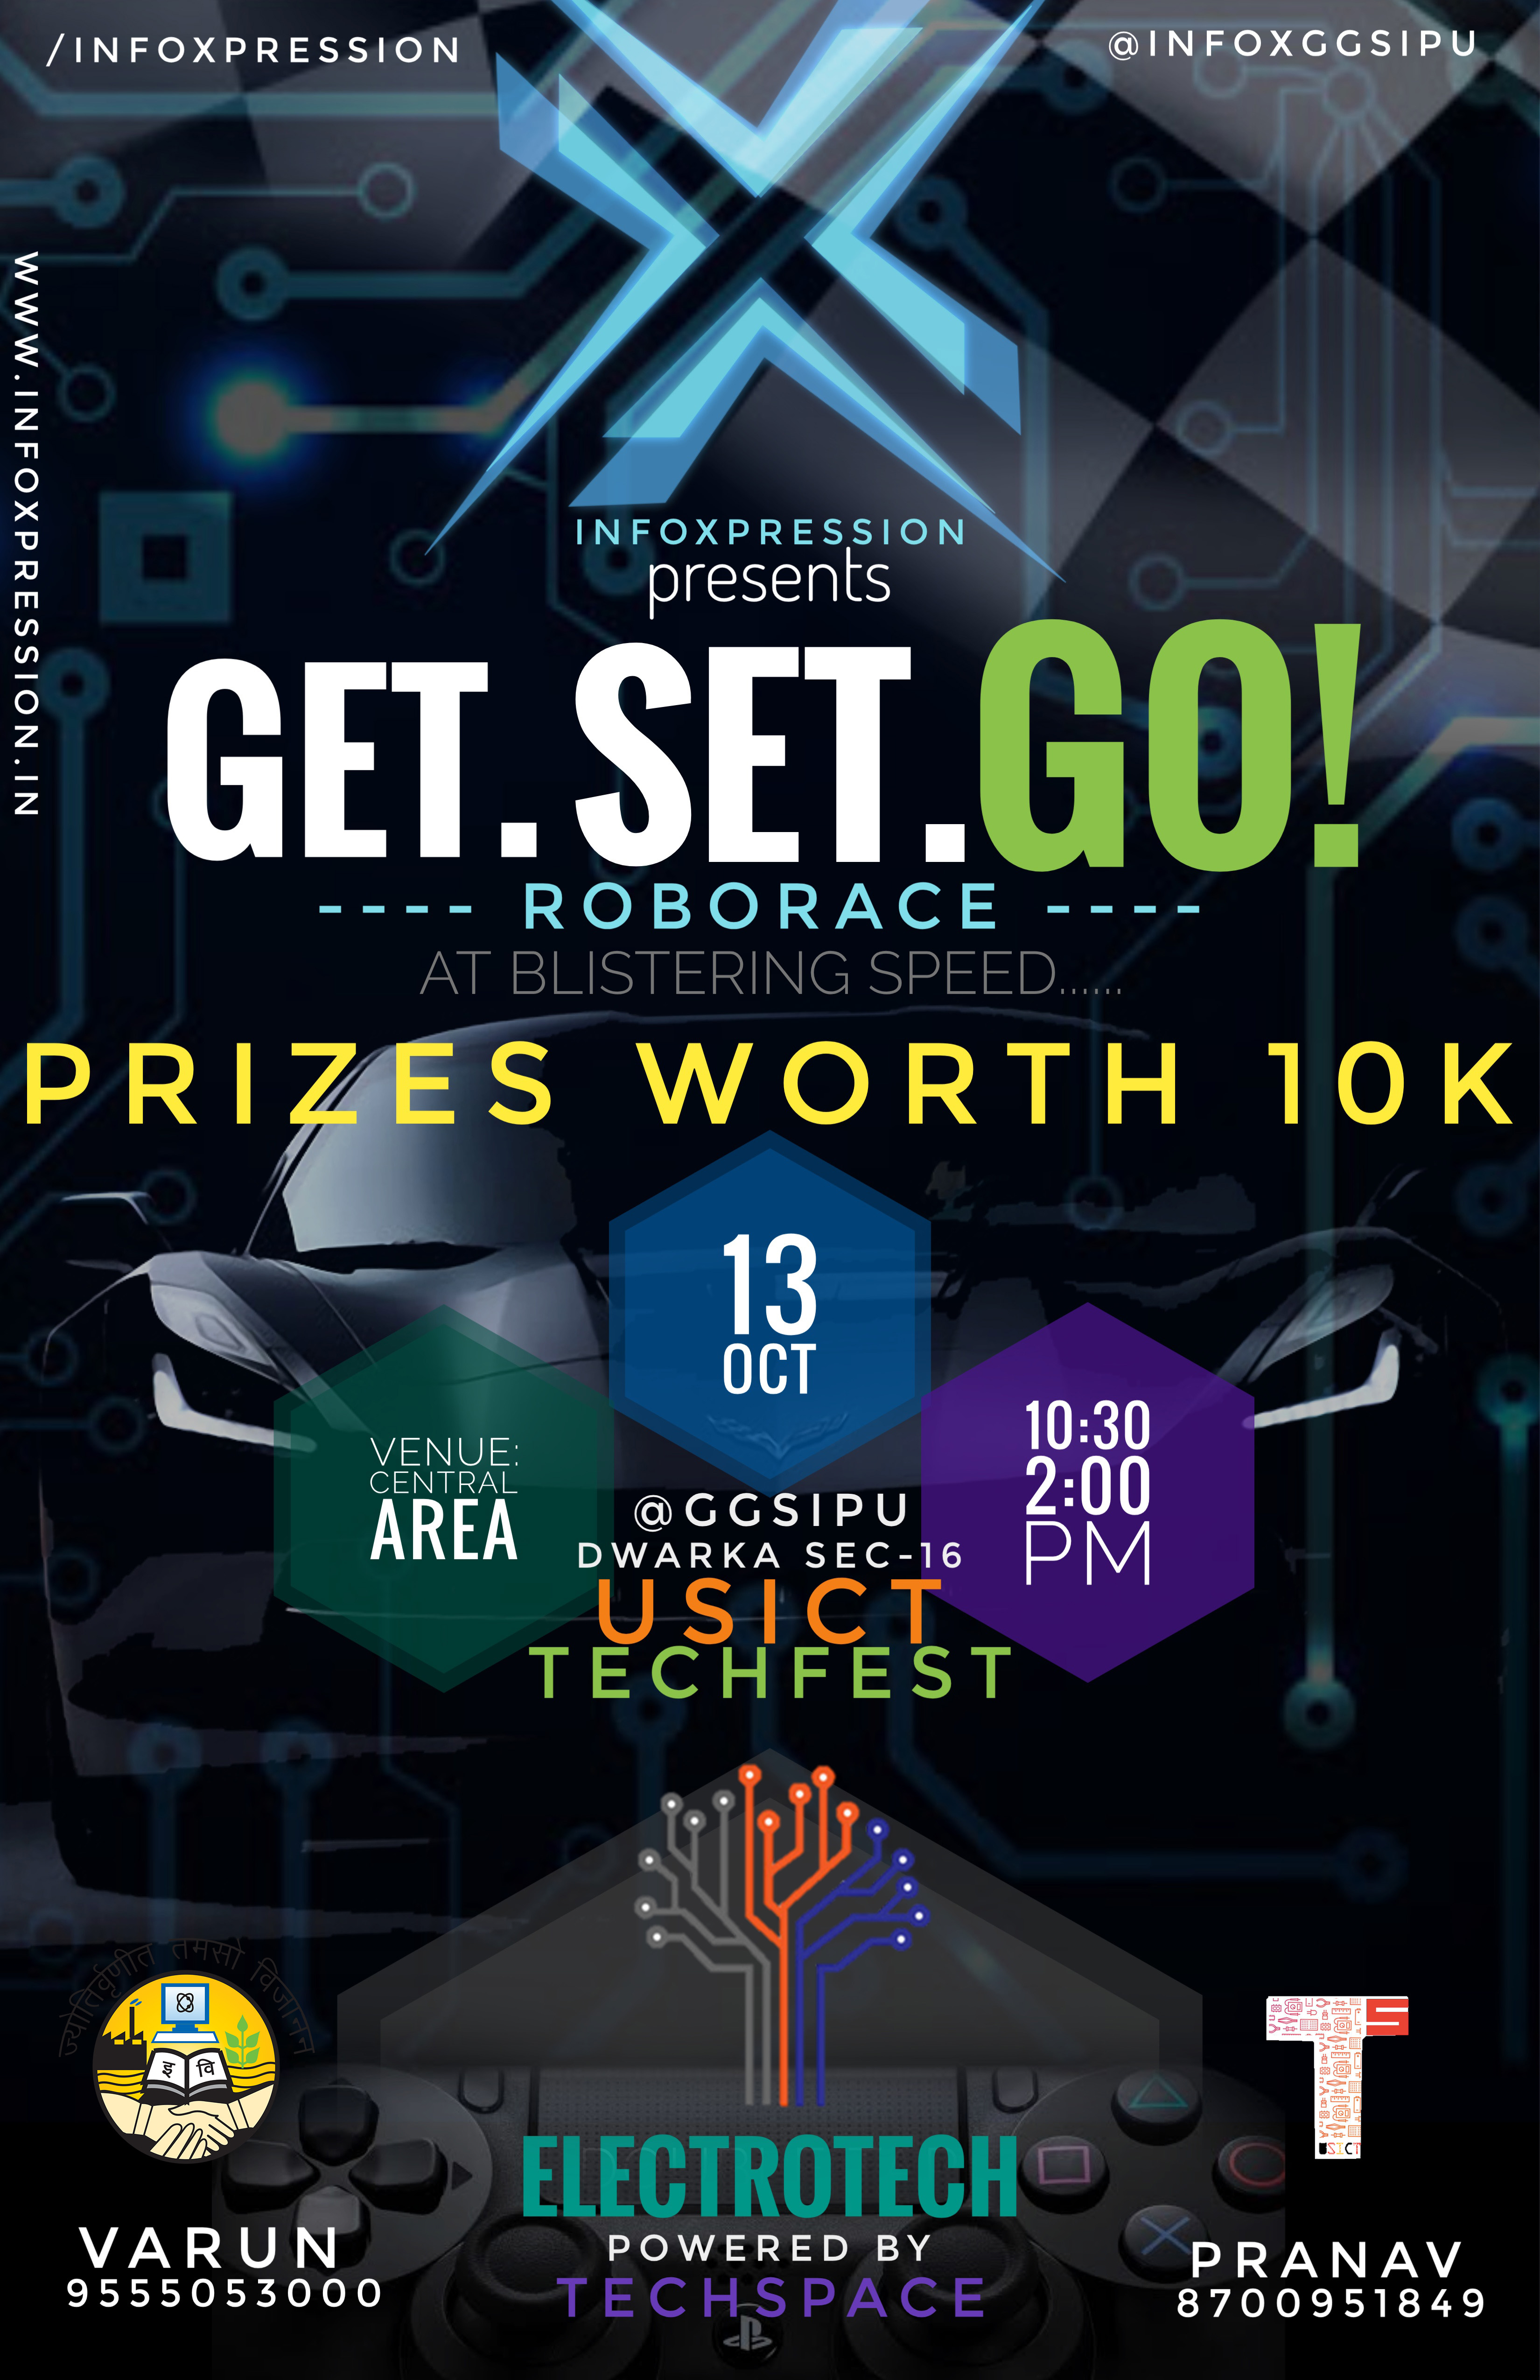 /INFOXPRESSION
@INFOXGGSIPU
WWW.INFOXPRESSION.IN
INFOXPRESSION
presents
GET.SET.GO!
---- ROBORACE ----
AT BLISTERING SPEED......
PRIZES WORTH 10K
13
OCT
VENUE:
CENTRAL
AREA
10:30
2:00
PM
@GGSIPU
DWARKA SEC-16
USICT
TECHFEST
इ वि
USICT
ELECTROTECH
POWERED BY
TECHSPACE
VARUN
9555053000
PRANAV
8700951849